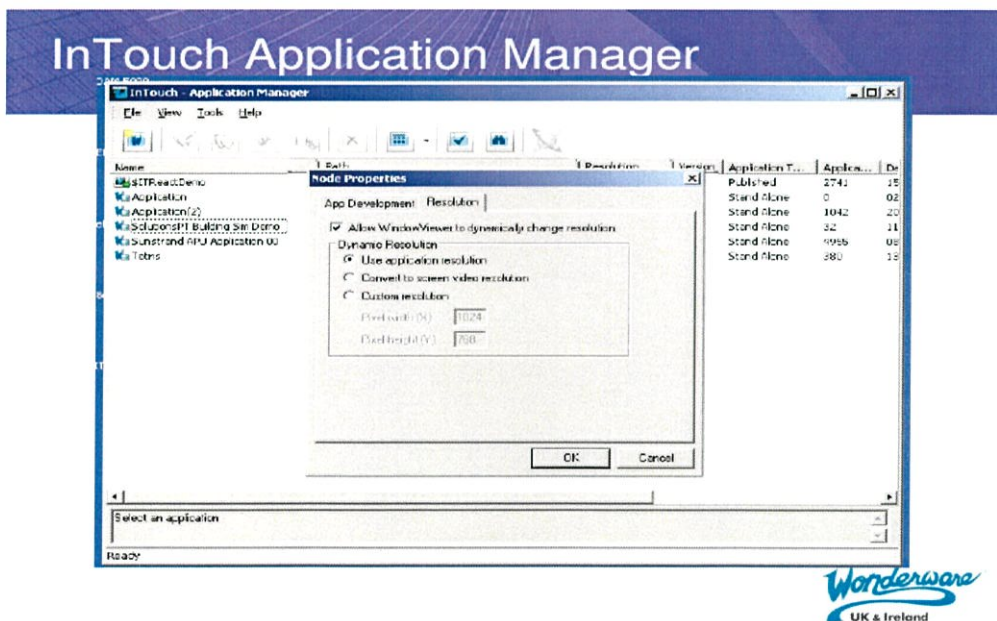 InTouch Application Manager
InTouch - Application Manager
File View Tools Help
Name Path Resolution Version Application T... Applica... Da
Node Properties
App Development Resolution
Allow WindowViewer to dynamically change resolution
Dynamic Resolution
Use application resolution
Convert to screen video resolution
Custom resolution
Pixel width (X) 1024
Pixel height (Y) 768
OK Cancel
$ITReactDemo Published 2741 15
Application Stand Alone 0 02
Application(2) Stand Alone 1042 20
SolutionsPT Building Sim Demo Stand Alone 32 11
Sunstrand APU Application 00 Stand Alone 08
Tetris Stand Alone 380 13
Select an application
Ready
Wonderware
UK & Ireland